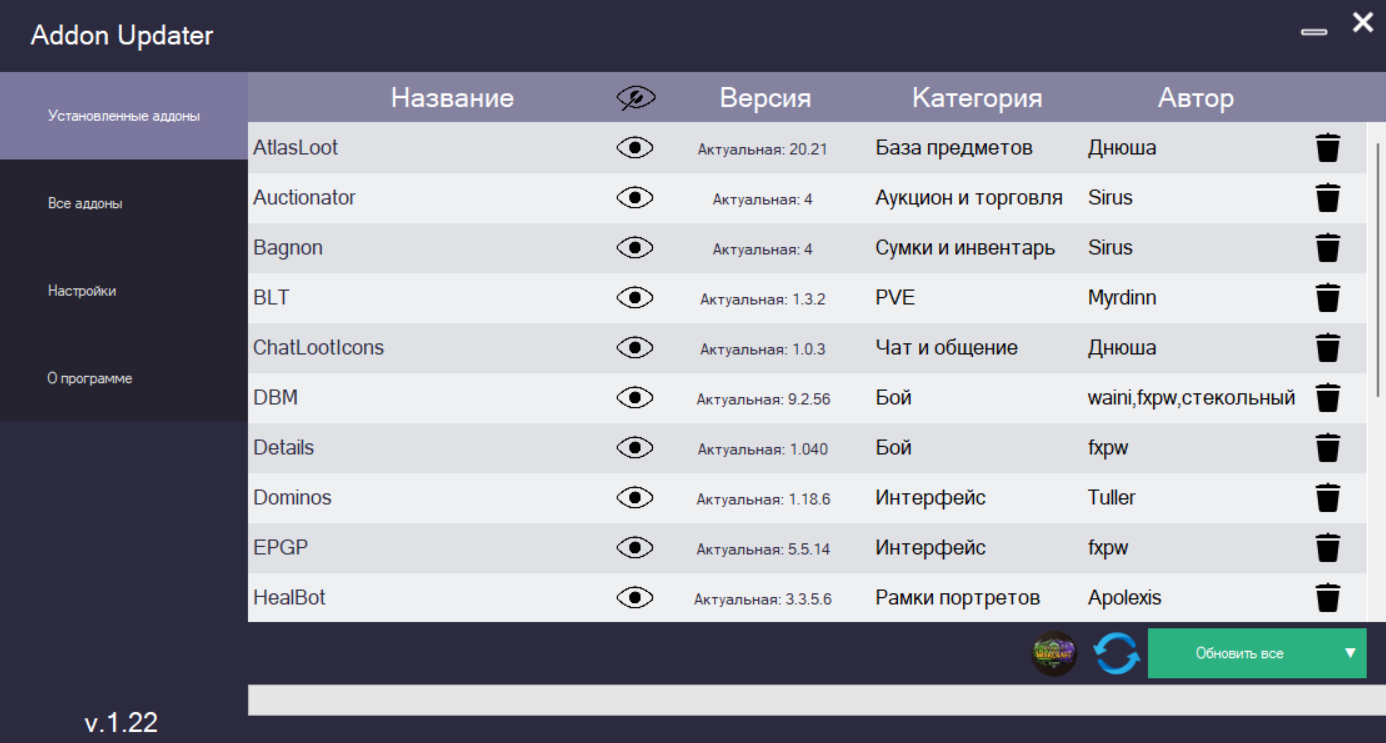 Addon Updater
Установленные аддоны
Все аддоны
Настройки
О программе
v.1.22
Название Версия Категория Автор
AtlasLoot Актуальная: 20.21 База предметов Днюша
Auctionator Актуальная: 4 Аукцион и торговля Sirus
Bagnon Актуальная: 4 Сумки и инвентарь Sirus
BLT Актуальная: 1.3.2 PVE Myrdinn
ChatLootIcons Актуальная: 1.0.3 Чат и общение Днюша
DBM Актуальная: 9.2.56 Бой waini,fxpw,стекольный
Details Актуальная: 1.040 Бой fxpw
Dominos Актуальная: 1.18.6 Интерфейс Tuller
EPGP Актуальная: 5.5.14 Интерфейс fxpw
HealBot Актуальная: 3.3.5.6 Рамки портретов Apolexis
Обновить все